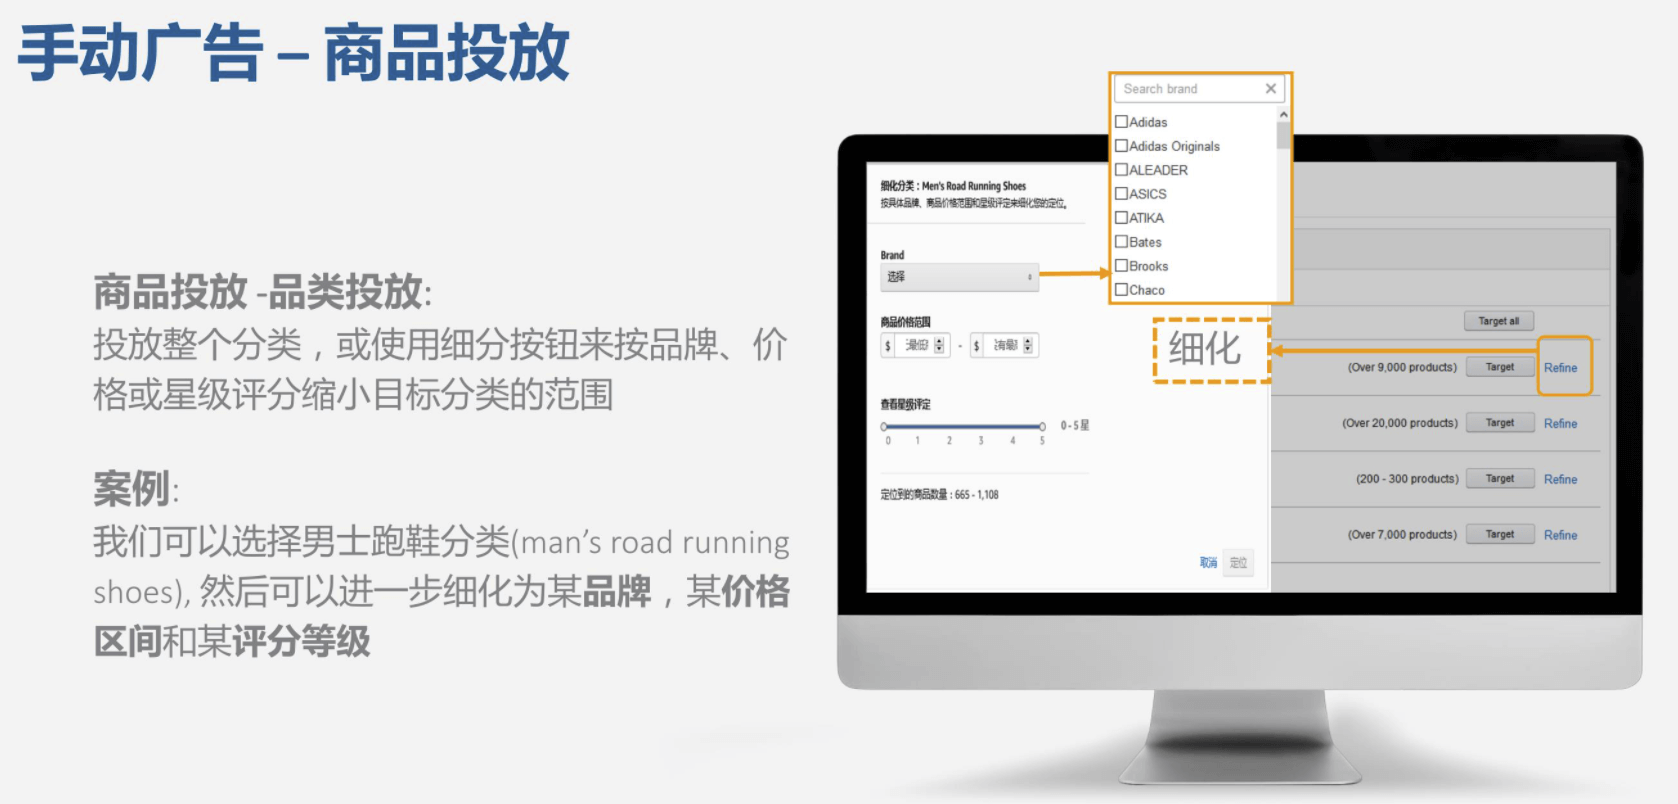 手动广告 – 商品投放
商品投放 -品类投放:
投放整个分类，或使用细分按钮来按品牌、价
格或星级评分缩小目标分类的范围
案例:
我们可以选择男士跑鞋分类(man's road running
shoes), 然后可以进一步细化为某品牌，某价格
区间和某评分等级
Search brand
Adidas
Adidas Originals
ALEADER
ASICS
ATIKA
Bates
Brooks
Chaco
细化分类：Men's Road Running Shoes
按具体品牌、商品价格范围和星级评定来细化您的定位。
Brand
选择
商品价格范围
$
-
$
查看星级评定
0 - 5 星
0 1 2 3 4 5
定位到的商品数量：665 - 1,108
取消 定位
细化
Target all
(Over 9,000 products) Target Refine
(Over 20,000 products) Target Refine
(200 - 300 products) Target Refine
(Over 7,000 products) Target Refine